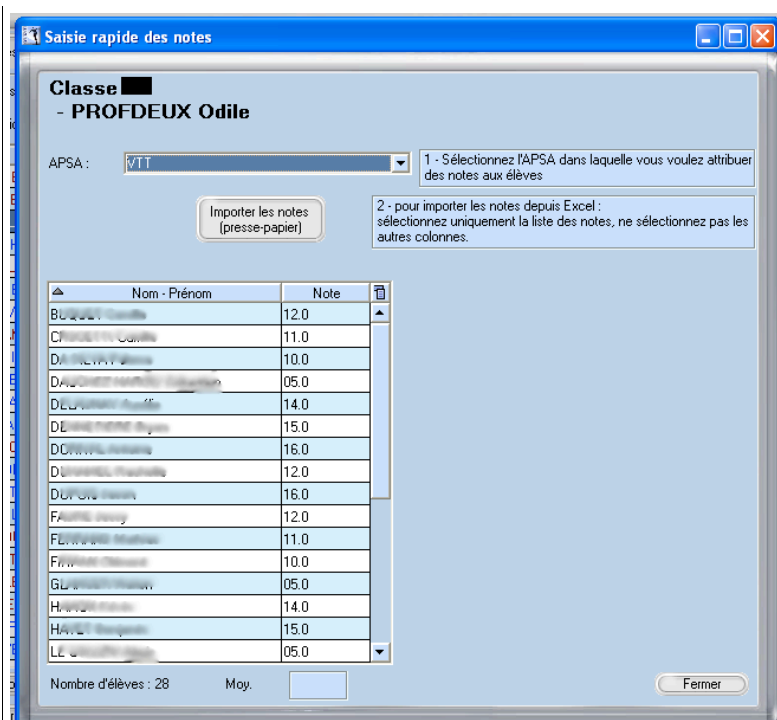 Saisie rapide des notes
Classe
- PROFDEUX Odile
APSA :
VTT
1 - Sélectionnez l'APSA dans laquelle vous voulez attribuer
des notes aux élèves
Importer les notes
(presse-papier)
2 - pour importer les notes depuis Excel :
sélectionnez uniquement la liste des notes, ne sélectionnez pas les
autres colonnes.
Nom - Prénom Note
12.0
11.0
10.0
05.0
14.0
15.0
16.0
12.0
16.0
12.0
11.0
10.0
05.0
14.0
15.0
05.0
Nombre d'élèves : 28 Moy.
Fermer